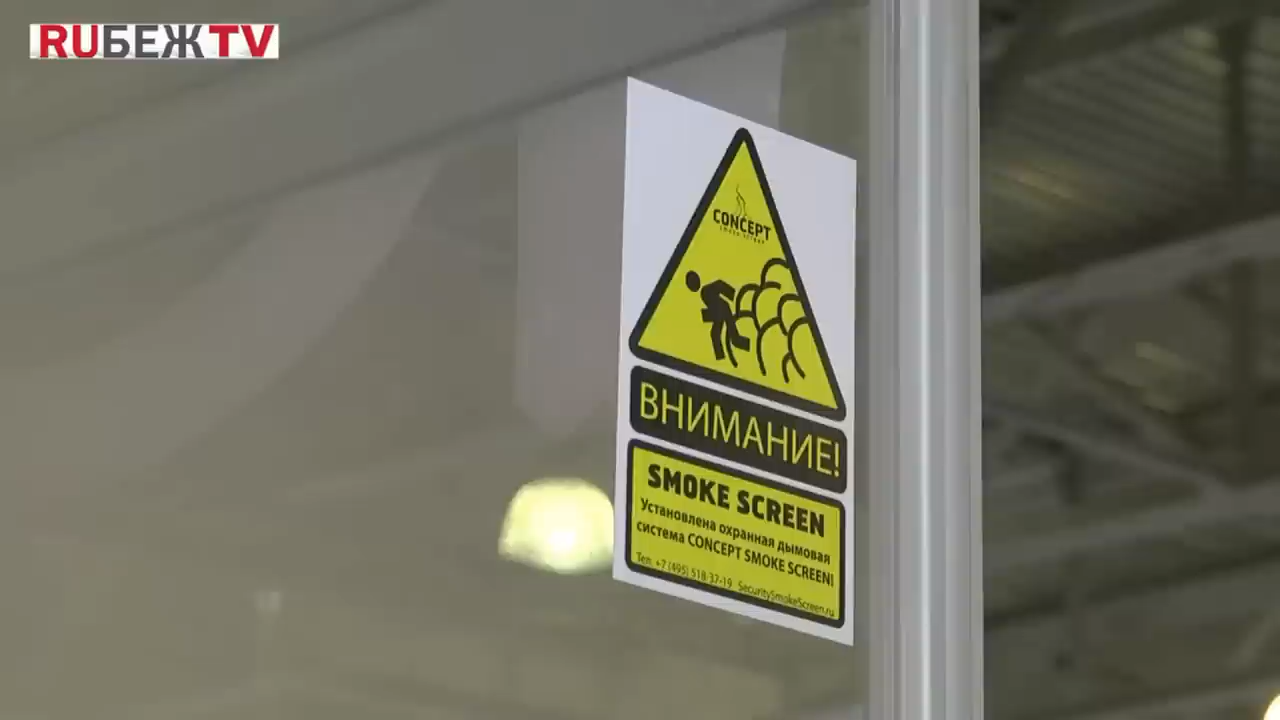 RUБЕЖTV
CONCEPT
ВНИМАНИЕ!
SMOKE SCREEN
Установлена охранная дымовая
система CONCEPT SMOKE SCREEN!
Тел. +7 (495) 518-37-19 SecuritySmokeScreen.ru